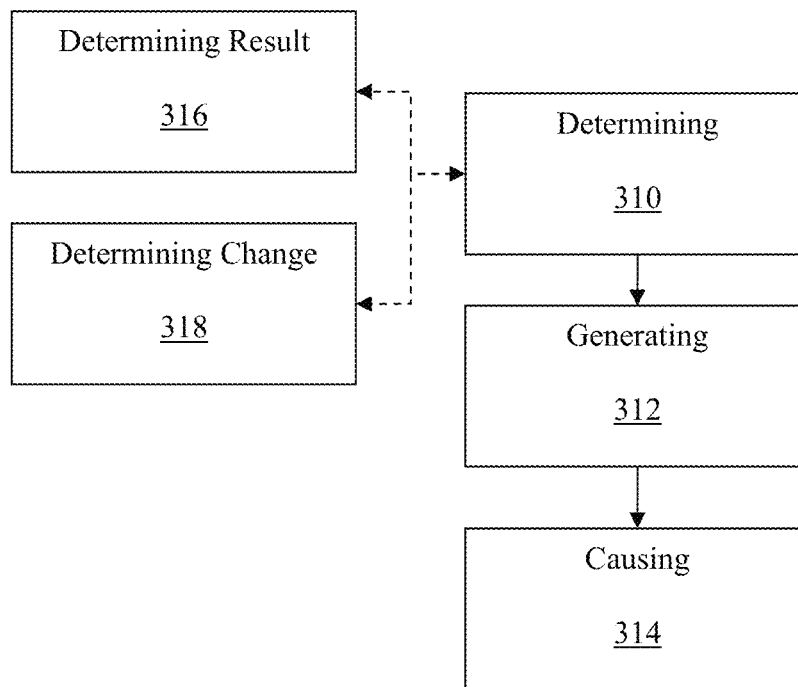 Determining Result
316
Determining
310
Determining Change
318
Generating
312
Causing
314